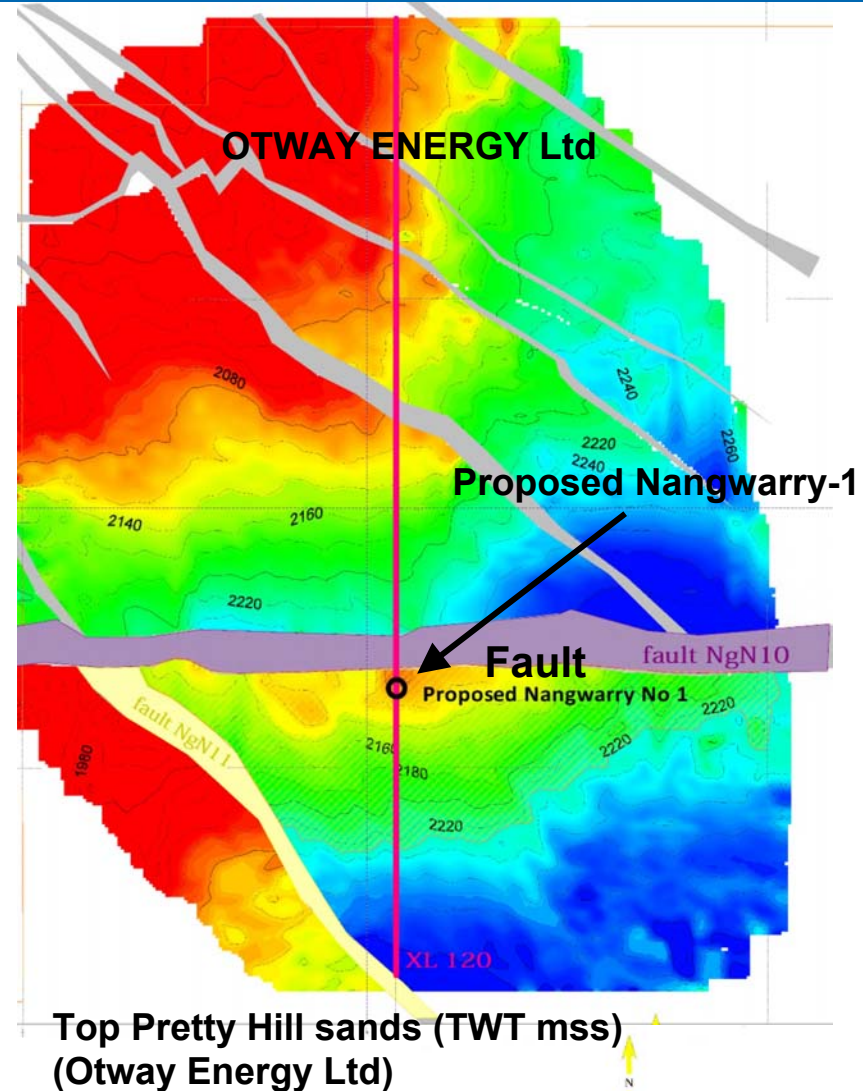 OTWAY ENERGY Ltd
2080
2240
2220
2240
2260
Proposed Nangwarry-1
2140
2160
2220
Fault
fault NgN10
Proposed Nangwarry No 1
2220
fault NgN11
2160
2220
1980
2180
2220
XL 120
Top Pretty Hill sands (TWT mss)
(Otway Energy Ltd)
N